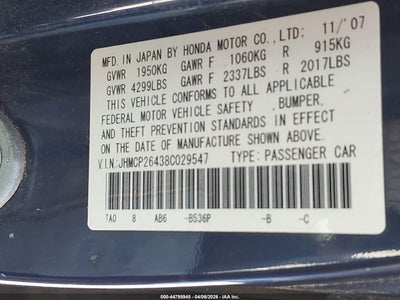 MFD. IN JAPAN BY HONDA MOTOR CO., LTD: 11/'07
GVWR 1950KG GAWR F 1060KG R 915KG
GVWR 4299LBS GAWR F 2337LBS R 2017LBS
THIS VEHICLE CONFORMS TO ALL APPLICABLE
FEDERAL MOTOR VEHICLE SAFETY , BUMPER,
AND THEFT PREVENTION STANDARDS IN EFFECT
ON THE DATE OF MANUFACTURE SHOWN ABOVE.
V.I.N:JHMCP26438C029547 TYPE: PASSENGER CAR
TA0 8 AB6 -B536P -B -C
000-44795945 - 04/06/2026 - IAA Inc.